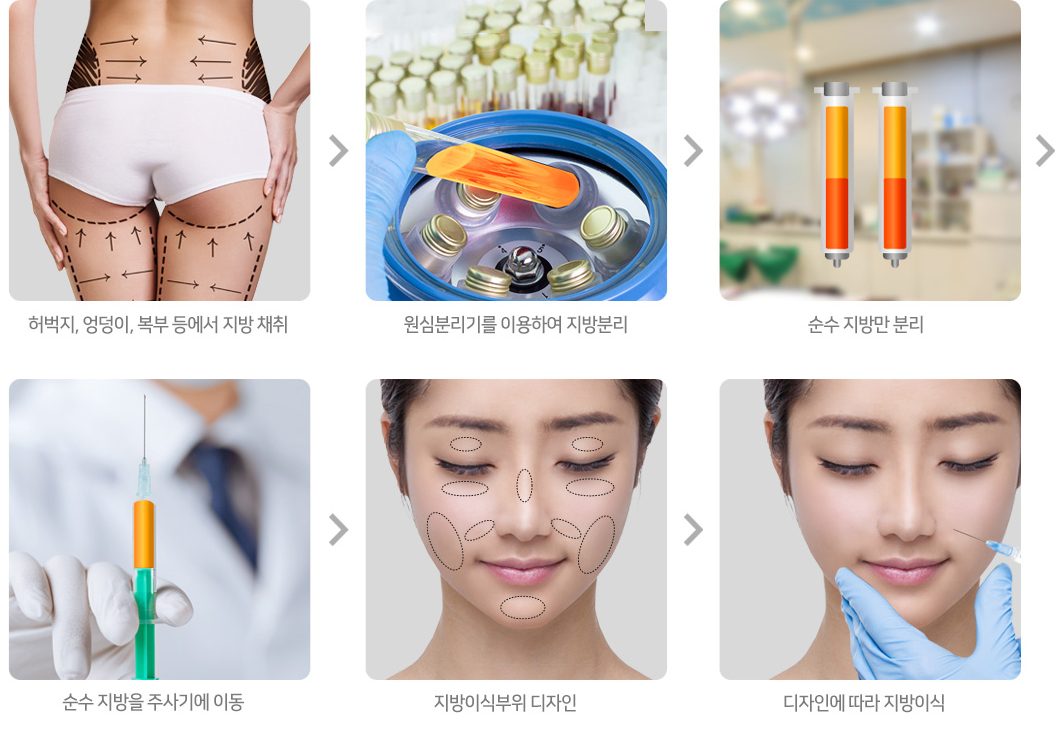 허벅지, 엉덩이, 복부 등에서 지방 채취
원심분리기를 이용하여 지방분리
순수 지방만 분리
순수 지방을 주사기에 이동
지방이식부위 디자인
디자인에 따라 지방이식